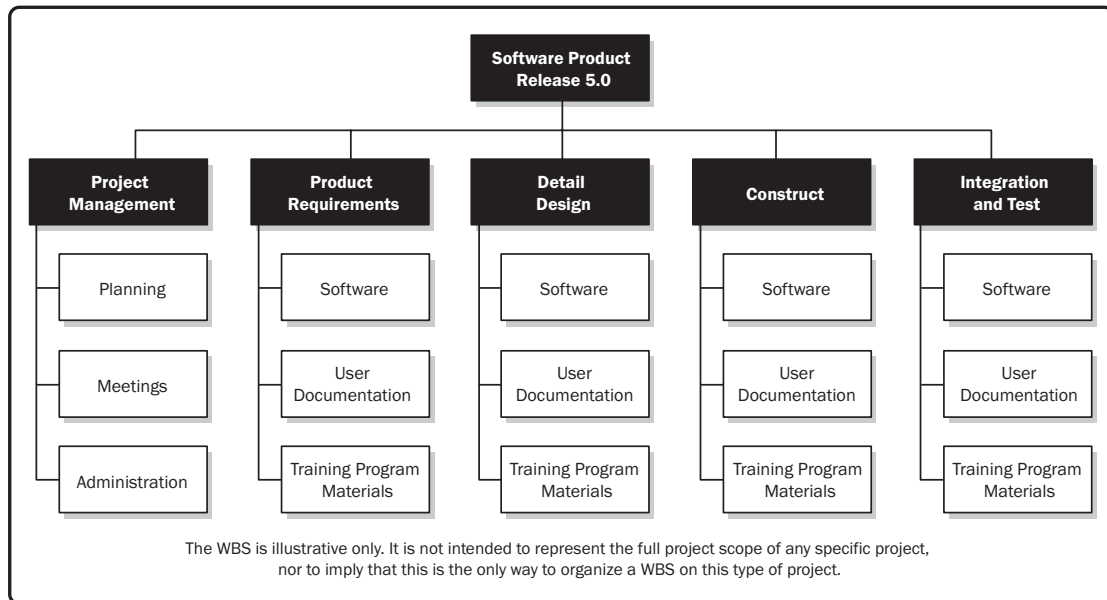 Software Product
Release 5.0
Project
Management
Product
Requirements
Detail
Design
Construct
Integration
and Test
Planning
Software
Software
Software
Software
Meetings
User
Documentation
User
Documentation
User
Documentation
User
Documentation
Administration
Training Program
Materials
Training Program
Materials
Training Program
Materials
Training Program
Materials
The WBS is illustrative only. It is not intended to represent the full project scope of any specific project,
nor to imply that this is the only way to organize a WBS on this type of project.